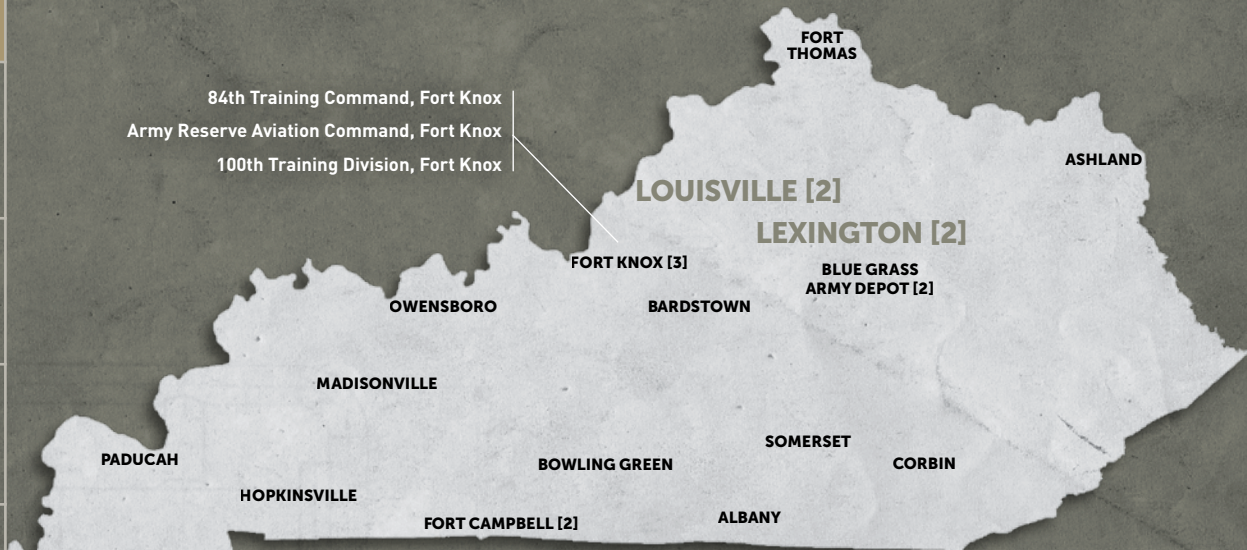 FORT
THOMAS
84th Training Command, Fort Knox
Army Reserve Aviation Command, Fort Knox
100th Training Division, Fort Knox
ASHLAND
LOUISVILLE [2]
LEXINGTON [2]
FORT KNOX [3]
BLUE GRASS
ARMY DEPOT [2]
OWENSBORO
BARDSTOWN
MADISONVILLE
SOMERSET
PADUCAH
BOWLING GREEN
CORBIN
HOPKINSVILLE
FORT CAMPBELL [2]
ALBANY